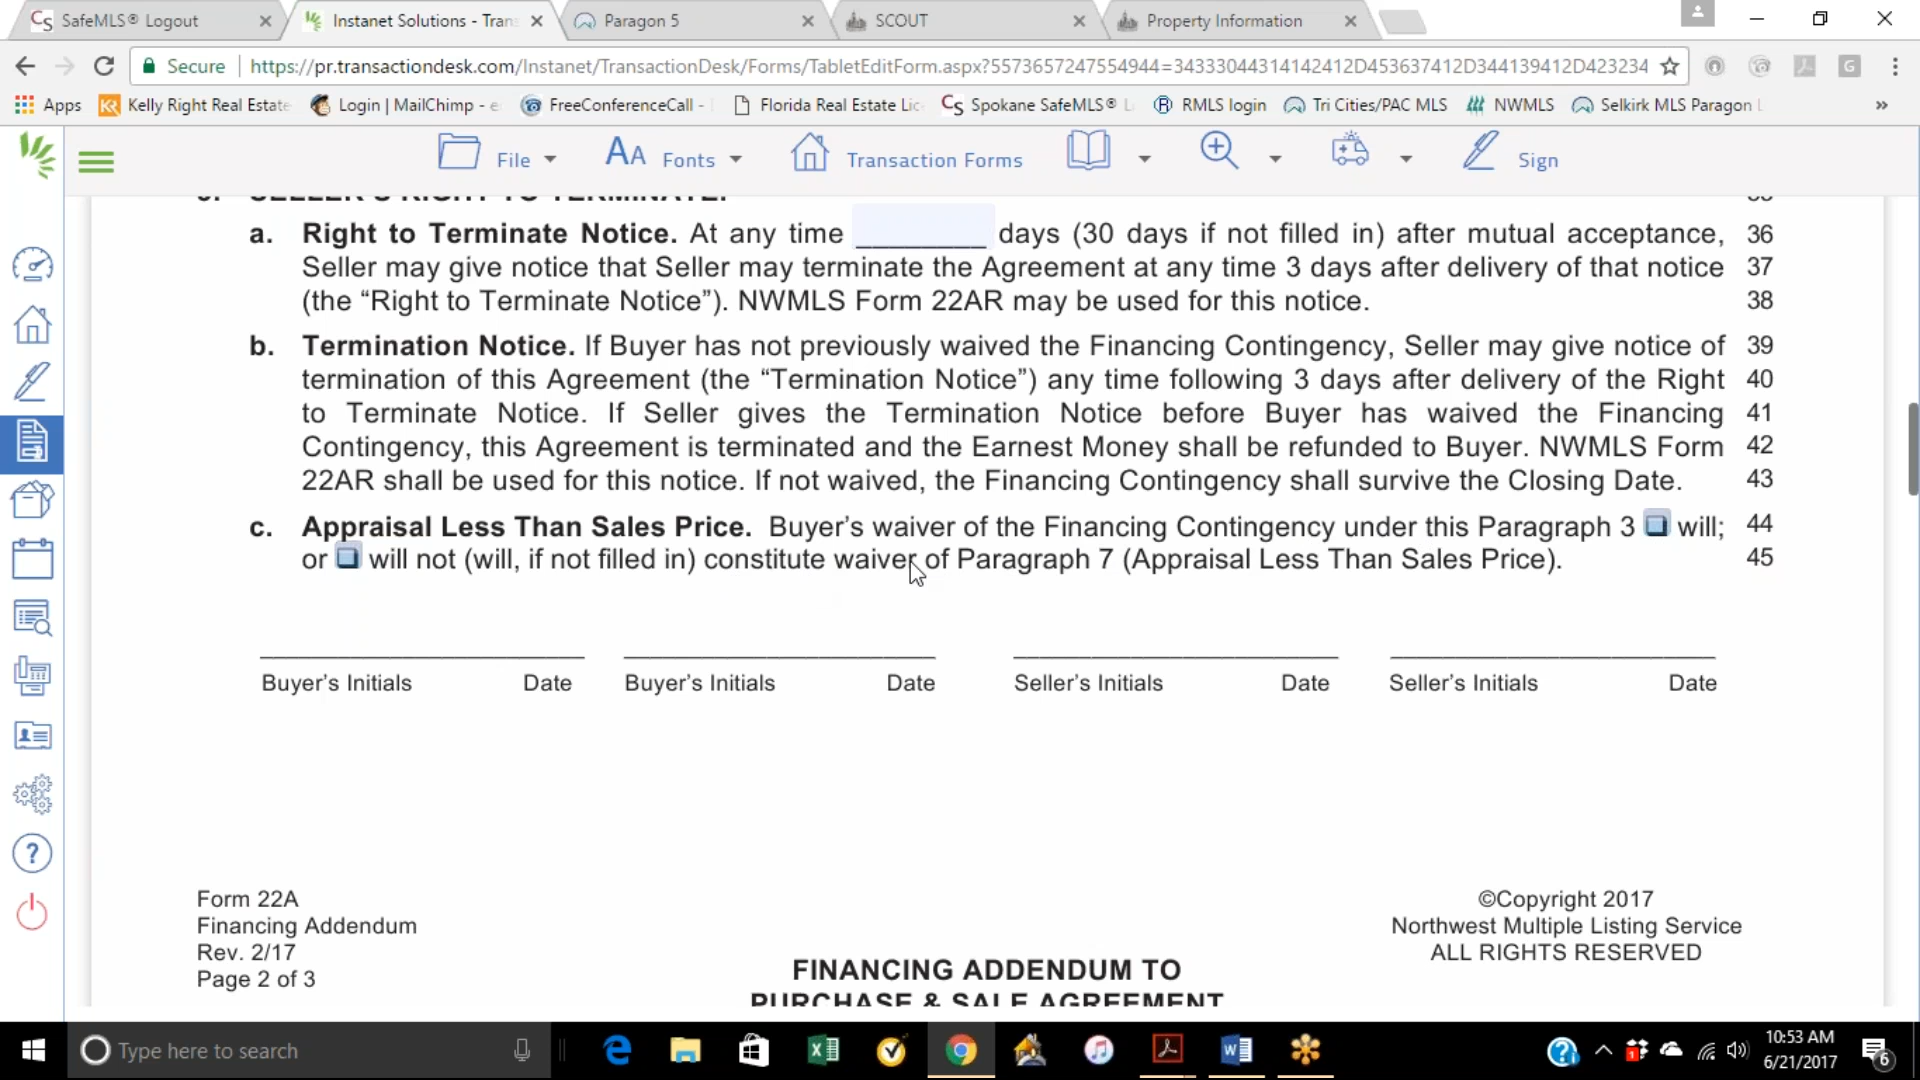 SafeMLS® Logout
Instanet Solutions - Trans
Paragon 5
SCOUT
Property Information
Secure https://pr.transactiondesk.com/Instanet/TransactionDesk/Forms/TabletEditForm.aspx?5573657247554944=34333044314142412D453637412D344139412D423234
Apps Kelly Right Real Estate Login | MailChimp - e FreeConferenceCall - Florida Real Estate Lic Spokane SafeMLS® L RMLS login Tri Cities/PAC MLS NWMLS Selkirk MLS Paragon »
File Fonts Transaction Forms Sign
SELLER'S RIGHT TO TERMINATE.
a. Right to Terminate Notice. At any time ________ days (30 days if not filled in) after mutual acceptance, 36
Seller may give notice that Seller may terminate the Agreement at any time 3 days after delivery of that notice 37
(the “Right to Terminate Notice”). NWMLS Form 22AR may be used for this notice. 38
b. Termination Notice. If Buyer has not previously waived the Financing Contingency, Seller may give notice of 39
termination of this Agreement (the “Termination Notice”) any time following 3 days after delivery of the Right 40
to Terminate Notice. If Seller gives the Termination Notice before Buyer has waived the Financing 41
Contingency, this Agreement is terminated and the Earnest Money shall be refunded to Buyer. NWMLS Form 42
22AR shall be used for this notice. If not waived, the Financing Contingency shall survive the Closing Date. 43
c. Appraisal Less Than Sales Price. Buyer’s waiver of the Financing Contingency under this Paragraph 3 will; 44
or will not (will, if not filled in) constitute waiver of Paragraph 7 (Appraisal Less Than Sales Price). 45
Buyer’s Initials Date Buyer’s Initials Date Seller’s Initials Date Seller’s Initials Date
Form 22A
Financing Addendum
Rev. 2/17
Page 2 of 3
©Copyright 2017
Northwest Multiple Listing Service
ALL RIGHTS RESERVED
FINANCING ADDENDUM TO
PURCHASE & SALE AGREEMENT
Type here to search
10:53 AM
6/21/2017
6